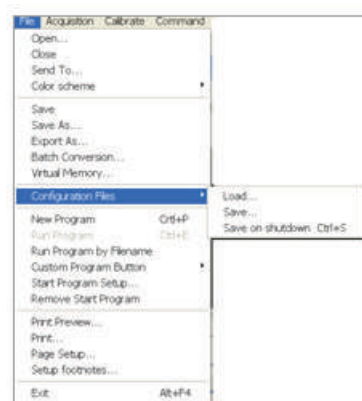 File Acquisition Calibrate Command
Open...
Close
Send To...
Color scheme
Save
Save As...
Export As...
Batch Conversion...
Virtual Memory...
Configuration Files
Load...
Save...
Save on shutdown Ctrl+S
New Program Crtl+P
Run Program Ctrl+E
Run Program by Filename
Custom Program Button
Start Program Setup...
Remove Start Program
Print Preview...
Print...
Page Setup...
Setup footnotes...
Exit Alt+F4